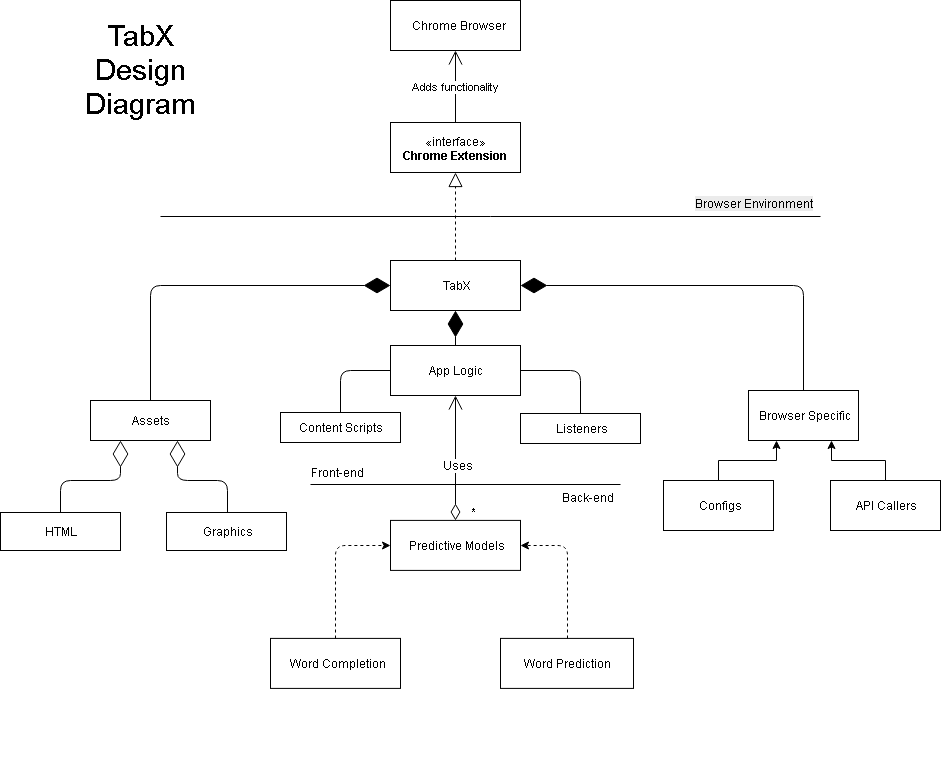 TabX
Design
Diagram
Chrome Browser
Adds functionality
«interface»
Chrome Extension
Browser Environment
TabX
App Logic
Content Scripts
Listeners
Assets
Browser Specific
Uses
Front-end
Back-end
HTML
Graphics
Configs
API Callers
*
Predictive Models
Word Completion
Word Prediction